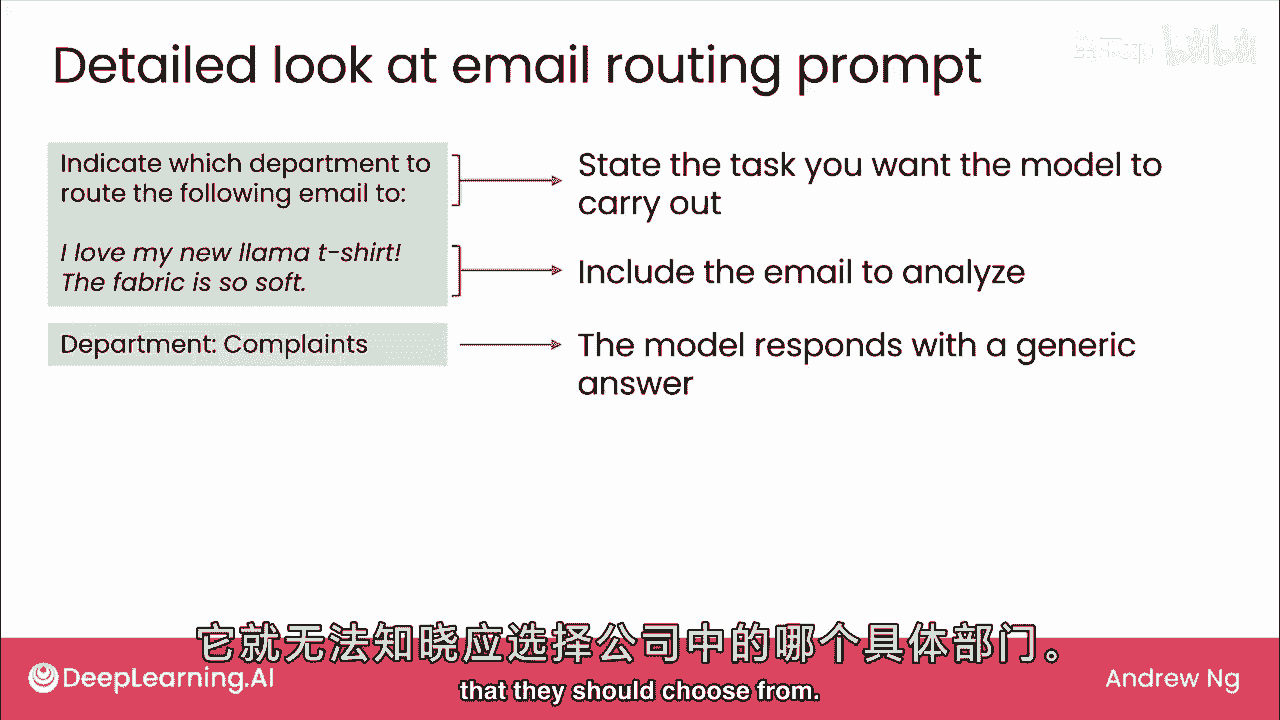 Detailed look at email routing prompt
Indicate which department to
route the following email to:
I love my new llama t-shirt!
The fabric is so soft.
Department: Complaints
State the task you want the model to
carry out
Include the email to analyze
The model responds with a generic
answer
它就无法知晓应选择公司中的哪个具体部门。
that they should choose from.
DeepLearning.AI
Andrew Ng